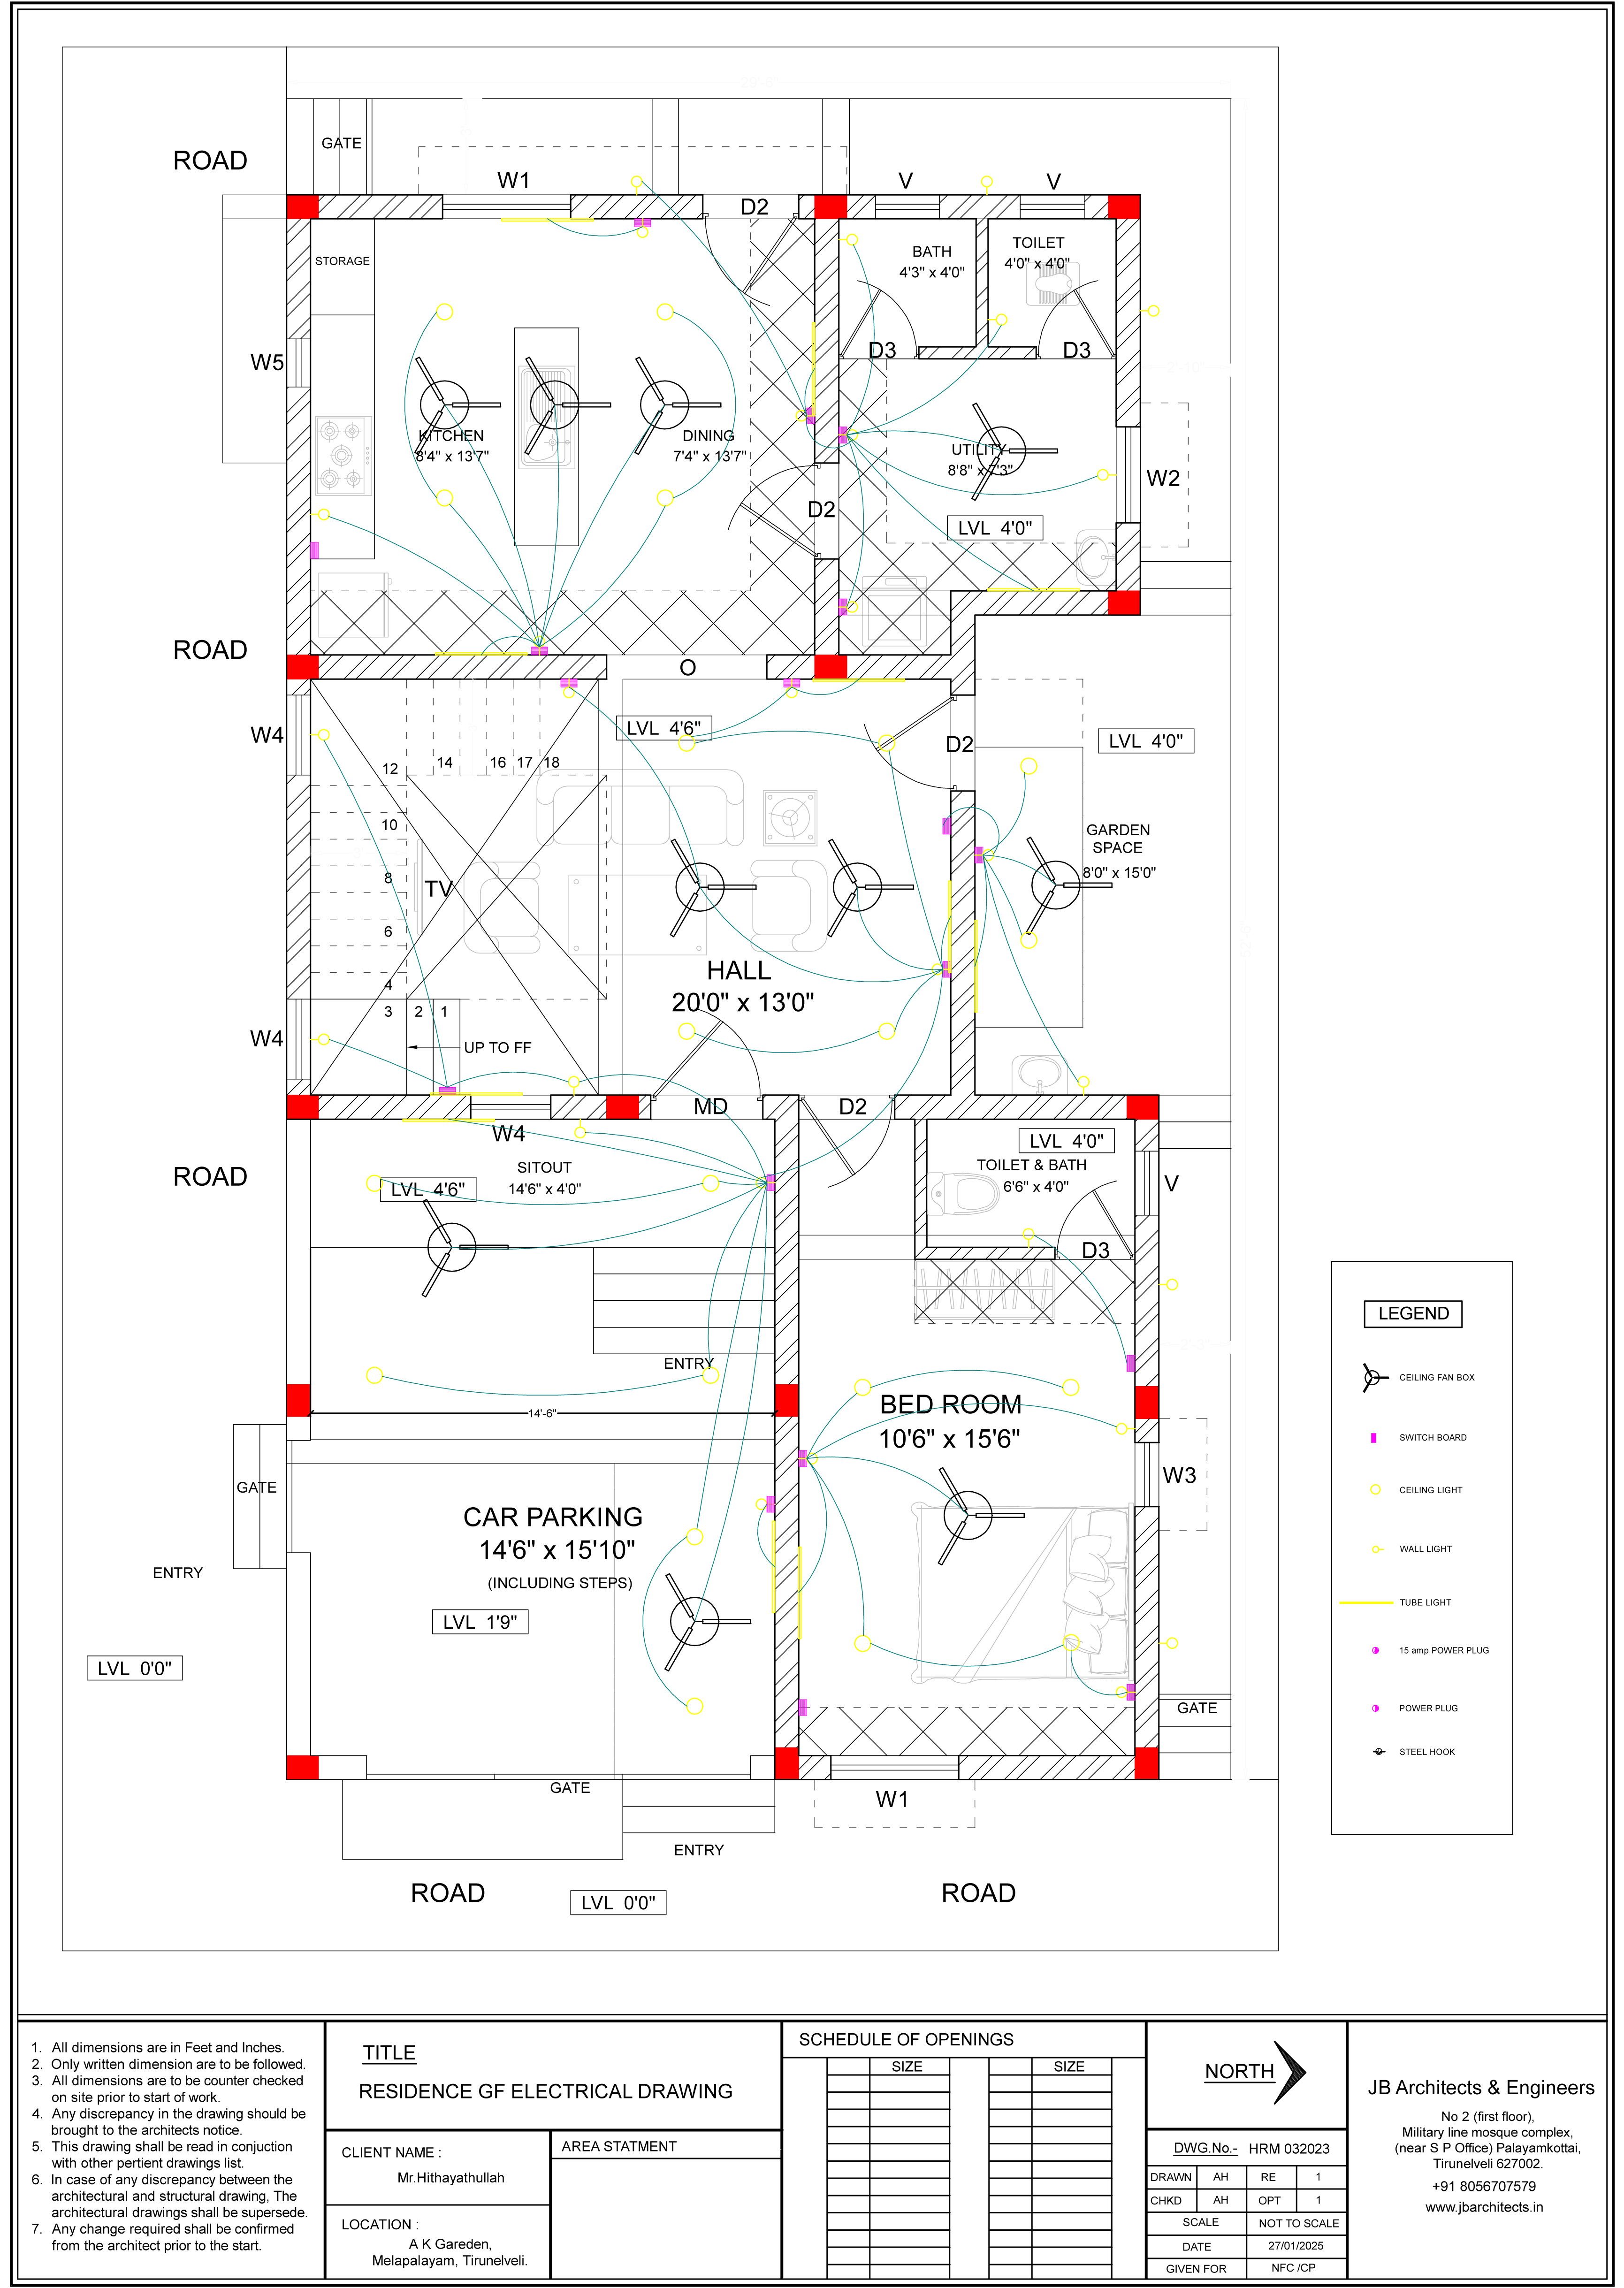 GATE
ROAD
W1
D2
V
V
STORAGE
BATH
4'3" x 4'0"
TOILET
4'0" x 4'0"
W5
D3
D3
KITCHEN
8'4" x 13'7"
DINING
7'4" x 13'7"
UTILITY
8'8" x 7'3"
W2
D2
LVL 4'0"
ROAD
O
LVL 4'6"
W4
D2
LVL 4'0"
12
14
16
17
18
10
8
6
4
3
2
1
TV
GARDEN
SPACE
8'0" x 15'0"
HALL
20'0" x 13'0"
W4
UP TO FF
MD
D2
W4
LVL 4'0"
TOILET & BATH
6'6" x 4'0"
V
ROAD
SITOUT
14'6" x 4'0"
LVL 4'6"
D3
ENTRY
BED ROOM
10'6" x 15'6"
14'-6"
GATE
W3
CAR PARKING
14'6" x 15'10"
(INCLUDING STEPS)
LVL 1'9"
ENTRY
LVL 0'0"
GATE
GATE
W1
ENTRY
ROAD
ROAD
LVL 0'0"
LEGEND
CEILING FAN BOX
SWITCH BOARD
CEILING LIGHT
WALL LIGHT
TUBE LIGHT
15 amp POWER PLUG
POWER PLUG
STEEL HOOK
1. All dimensions are in Feet and Inches.
2. Only written dimension are to be followed.
3. All dimensions are to be counter checked
on site prior to start of work.
4. Any discrepancy in the drawing should be
brought to the architects notice.
5. This drawing shall be read in conjuction
with other pertient drawings list.
6. In case of any discrepancy between the
architectural and structural drawing, The
architectural drawings shall be supersede.
7. Any change required shall be confirmed
from the architect prior to the start.
TITLE
RESIDENCE GF ELECTRICAL DRAWING
CLIENT NAME :
Mr.Hithayathullah
LOCATION :
A K Gareden,
Melapalayam, Tirunelveli.
AREA STATMENT
SCHEDULE OF OPENINGS
SIZE
SIZE
NORTH
DWG.No.- HRM 032023
DRAWN AH RE 1
CHKD AH OPT 1
SCALE NOT TO SCALE
DATE 27/01/2025
GIVEN FOR NFC /CP
JB Architects & Engineers
No 2 (first floor),
Military line mosque complex,
(near S P Office) Palayamkottai,
Tirunelveli 627002.
+91 8056707579
www.jbarchitects.in